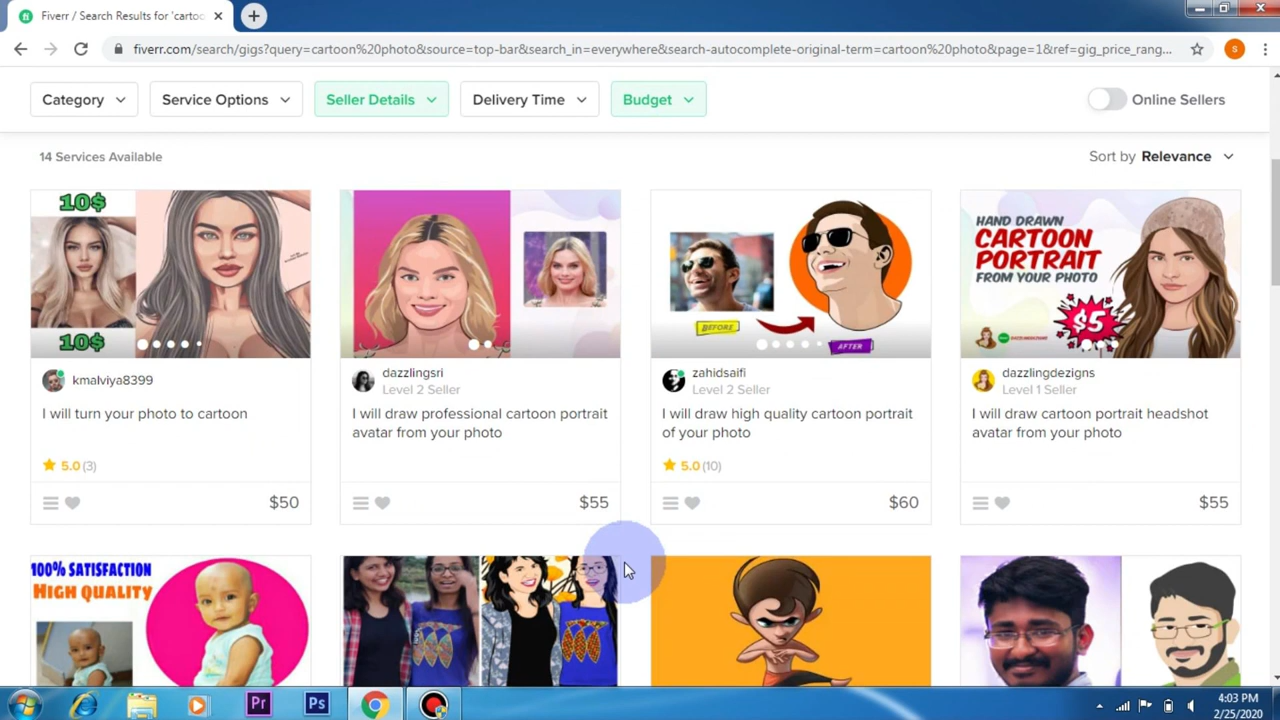 Fiverr / Search Results for 'cartoo
fiverr.com/search/gigs?query=cartoon%20photo&source=top-bar&search_in=everywhere&search-autocomplete-original-term=cartoon%20photo&page=1&ref=gig_price_rang...
S
Category
Service Options
Seller Details
Delivery Time
Budget
Online Sellers
14 Services Available
Sort by Relevance
10$
10$
BEFORE
AFTER
HAND DRAWN
CARTOON
PORTRAIT
FROM YOUR PHOTO
$5
kmalviya8399
I will turn your photo to cartoon
5.0 (3)
$50
dazzlingsri
Level 2 Seller
I will draw professional cartoon portrait
avatar from your photo
$55
zahidsaifi
Level 2 Seller
I will draw high quality cartoon portrait
of your photo
5.0 (10)
$60
dazzlingdezigns
Level 1 Seller
I will draw cartoon portrait headshot
avatar from your photo
$55
100% SATISFACTION
HIGH QUALITY
Pr
Ps
4:03 PM
2/25/2020